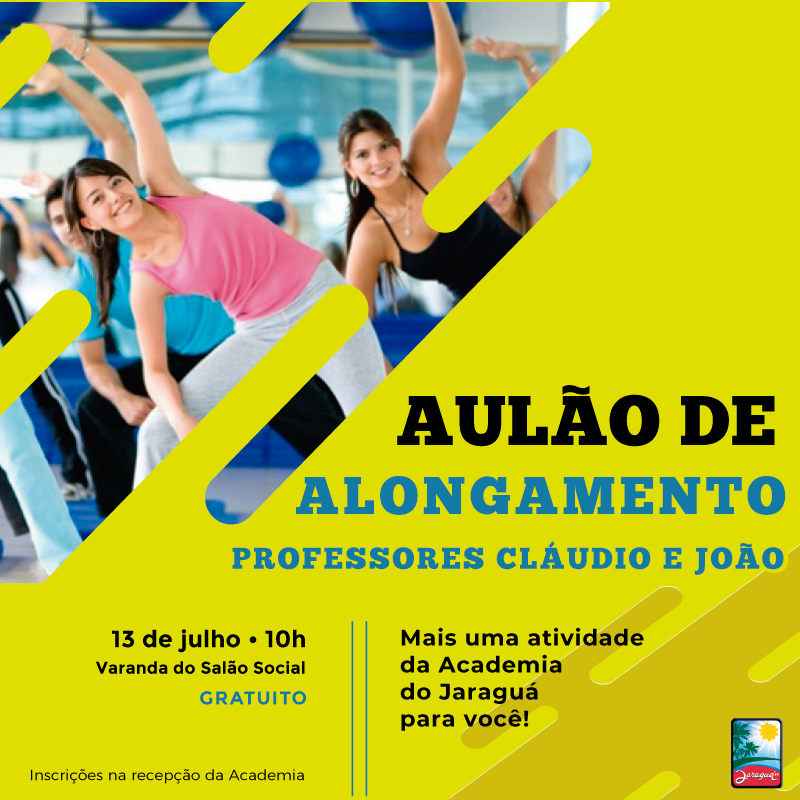 AULÃO DE
ALONGAMENTO
PROFESSORES CLÁUDIO E JOÃO
13 de julho • 10h
Varanda do Salão Social
GRATUITO
Inscrições na recepção da Academia
Mais uma atividade
da Academia
do Jaraguá
para você!
Jaraguá